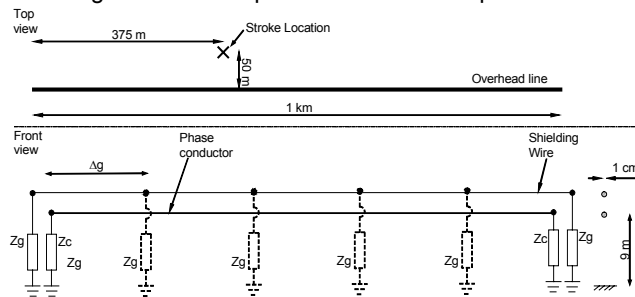 Top
view
375 m
Stroke Location
50 m
Overhead line
1 km
Front
view
Phase
conductor
Shielding
Wire
Δg
1 cm
Zg
Zc
Zg
Zg
Zg
Zg
Zg
Zc
Zg
9 m